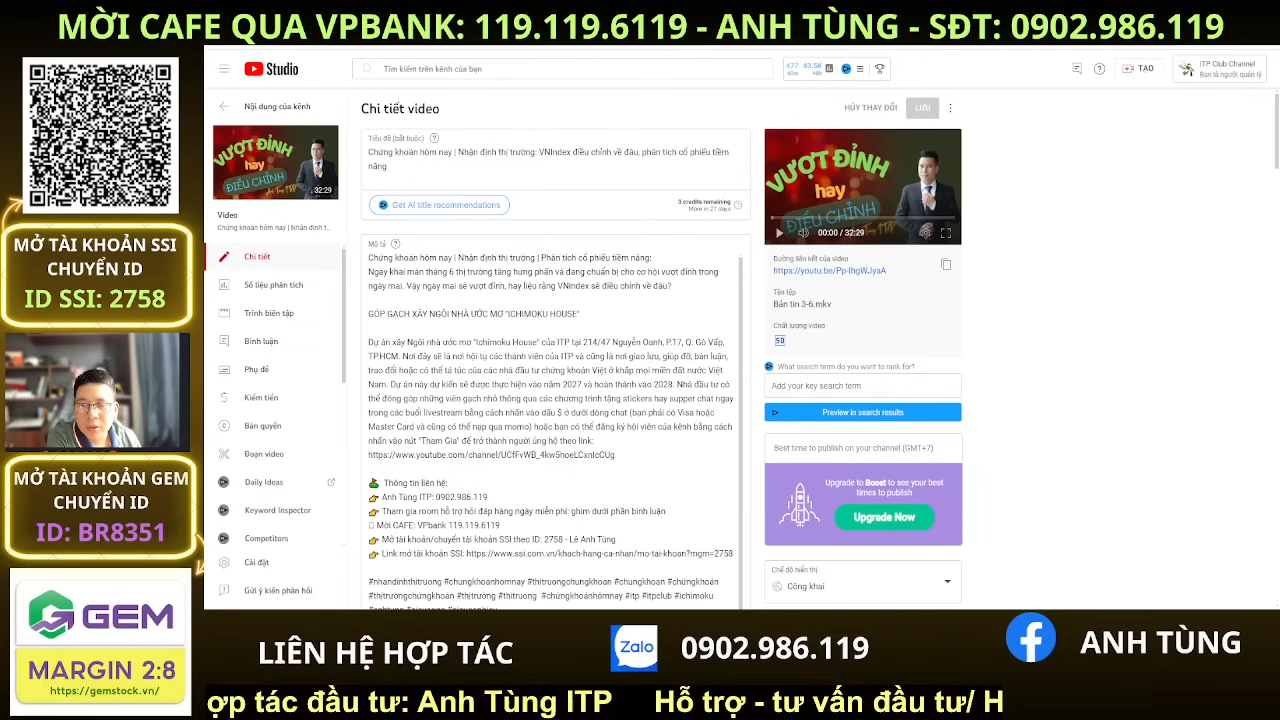 MỜI CAFE QUA VPBANK: 119.119.6119 - ANH TÙNG - SĐT: 0902.986.119
MỞ TÀI KHOẢN SSI
CHUYỂN ID
ID SSI: 2758
MỞ TÀI KHOẢN GEM
CHUYỂN ID
ID: BR8351
GEM
MARGIN 2:8
https://gemstock.vn/
Studio
Tìm kiếm trên kênh của bạn
477 43.5K
60m 48h
TẠO
ITP Club Channel
Bạn là người quản lý
Nội dung của kênh
VƯỢT ĐỈNH
hay
ĐIỀU CHỈNH
Anh Tùng ITP
32:29
Video
Chứng khoán hôm nay | Nhận định t...
Chi tiết
Số liệu phân tích
Trình biên tập
Bình luận
Phụ đề
Kiếm tiền
Bản quyền
Đoạn video
Daily Ideas
Keyword Inspector
Competitors
Cài đặt
Gửi ý kiến phản hồi
Chi tiết video
HỦY THAY ĐỔI
LƯU
Tiêu đề (bắt buộc)
Chứng khoán hôm nay | Nhận định thị trường: VNIndex điều chỉnh về đâu, phân tích cổ phiếu tiềm
năng
Get AI title recommendations
3 credits remaining
More in 27 days
Mô tả
Chứng khoán hôm nay | Nhận định thị trường | Phân tích cổ phiếu tiềm năng:
Ngày khai màn tháng 6 thị trường tăng hưng phấn và đang chuẩn bị cho cơ hội vượt đỉnh trong
ngày mai. Vậy ngày mai sẽ vượt đỉnh, hay liệu rằng VNindex sẽ điều chỉnh về đâu?
GÓP GẠCH XÂY NGÔI NHÀ ƯỚC MƠ "ICHIMOKU HOUSE"
Dự án xây Ngôi nhà ước mơ "Ichimoku House" của ITP tại 214/47 Nguyễn Oanh, P.17, Q. Gò Vấp,
TP.HCM. Nơi đây sẽ là nơi hội tụ các thành viên của ITP và cũng là nơi giao lưu, giúp đỡ, bàn luận,
trao đổi hoặc có thể tá túc của các nhà đầu tư chứng khoán Việt ở khắp mọi miền đất nước Việt
Nam. Dự án này dự kiến sẽ được thực hiện vào năm 2027 và hoàn thành vào 2028. Nhà đầu tư có
thể đóng góp những viên gạch nhỏ thông qua các chương trình tặng stickers hay supper chat ngay
trong các buổi livestream bằng cách nhấn vào dấu $ ở dưới dòng chat (bạn phải có Visa hoặc
Master Card và cũng có thể nạp qua momo) hoặc bạn có thể đăng ký hội viên của kênh bằng cách
nhấn vào nút "Tham Gia" để trở thành người ủng hộ theo link:
https://www.youtube.com/channel/UCfFvWB_4kw5hoeLCxnIcCUg
Thông tin liên hệ:
Anh Tùng ITP: 0902.986.119
Tham gia room hỗ trợ hỏi đáp hàng ngày miễn phí: ghim dưới phần bình luận
Mời CAFE: VPbank 119.119.6119
Mở tài khoản/chuyển tài khoản SSI theo ID: 2758 - Lê Anh Tùng
Link mở tài khoản SSI: https://www.ssi.com.vn/khach-hang-ca-nhan/mo-tai-khoan?mgm=2758
#nhandinhthitruong #chungkhoanhomnay #thitruongchungkhoan #chungkhoan #chứngkhoán
#thịtrườngchứngkhoán #thịtrường #thitruong #chứngkhoánhômnay #itp #itpclub #ichimoku
VƯỢT ĐỈNH
hay
ĐIỀU CHỈNH
00:00 / 32:29
Đường liên kết của video
https://youtu.be/Pp-ihgWJyaA
Tên tệp
Bản tin 3-6.mkv
Chất lượng video
SD
What search term do you want to rank for?
Add your key search term
Preview in search results
Best time to publish on your channel (GMT+7)
Upgrade to Boost to see your best
times to publish
Upgrade Now
Chế độ hiển thị
Công khai
LIÊN HỆ HỢP TÁC
Zalo
0902.986.119
ANH TÙNG
ợp tác đầu tư: Anh Tùng ITP Hỗ trợ - tư vấn đầu tư/ H